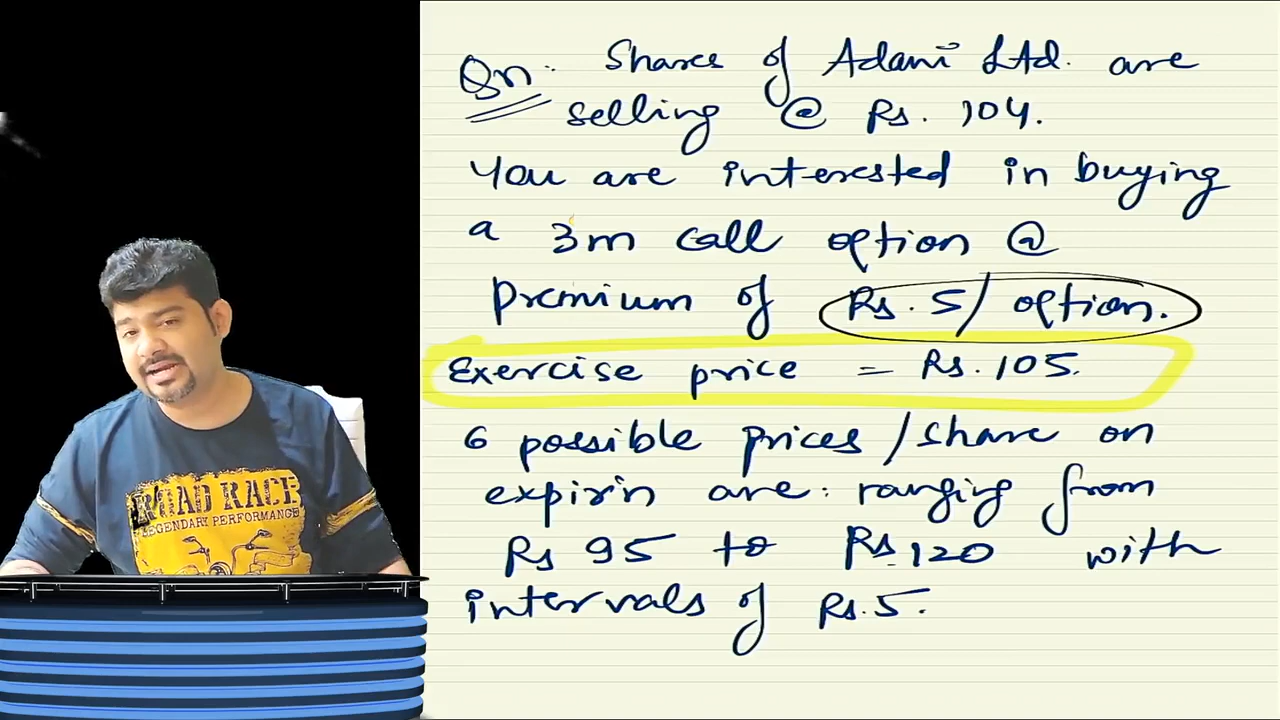 Qn: Shares of Adani Ltd. are
selling @ Rs. 104.
You are interested in buying
a 3m call option @
premium of Rs. 5/ option.
Exercise price = Rs. 105.
6 possible prices / share on
expir'n are: ranging from
Rs 95 to Rs. 120 with
intervals of Rs. 5.
ROAD RACE
LEGENDARY PERFORMANCE